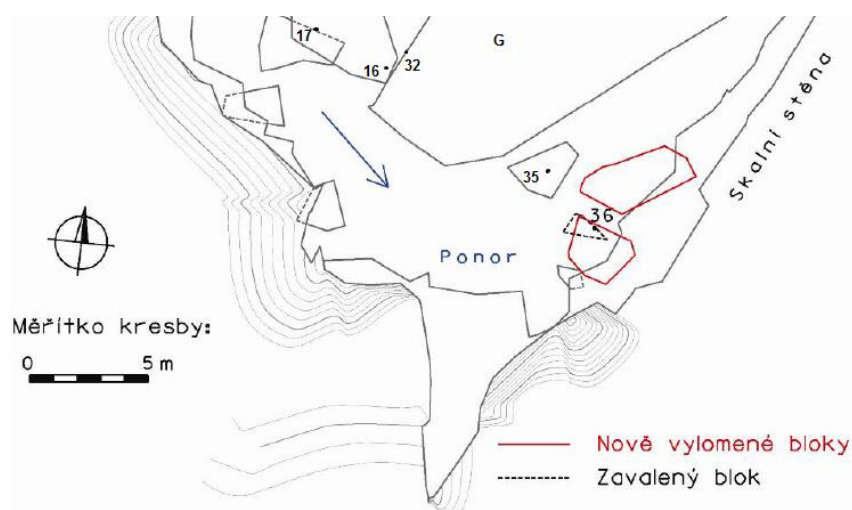 17
16
32
G
35
36
Skalní stěna
Ponor
Měřítko kresby:
0 5 m
Nově vylomené bloky
Zavalený blok